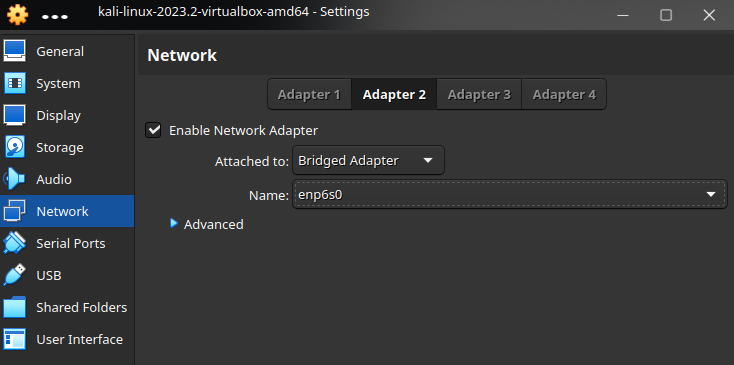 kali-linux-2023.2-virtualbox-amd64 - Settings
General
System
Display
Storage
Audio
Network
Serial Ports
USB
Shared Folders
User Interface
Network
Adapter 1 Adapter 2 Adapter 3 Adapter 4
Enable Network Adapter
Attached to: Bridged Adapter
Name: enp6s0
Advanced